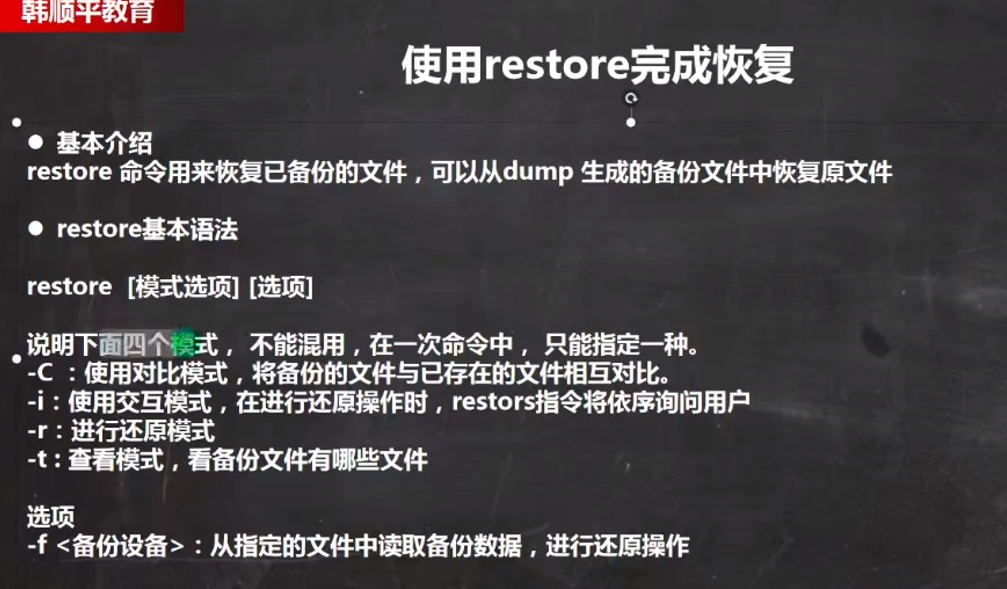 韩顺平教育
使用restore完成恢复
● 基本介绍
restore 命令用来恢复已备份的文件，可以从dump 生成的备份文件中恢复原文件
● restore基本语法
restore [模式选项] [选项]
说明下面四个模式， 不能混用，在一次命令中， 只能指定一种。
-C ：使用对比模式，将备份的文件与已存在的文件相互对比。
-i：使用交互模式，在进行还原操作时，restors指令将依序询问用户
-r：进行还原模式
-t : 查看模式，看备份文件有哪些文件
选项
-f <备份设备>：从指定的文件中读取备份数据，进行还原操作